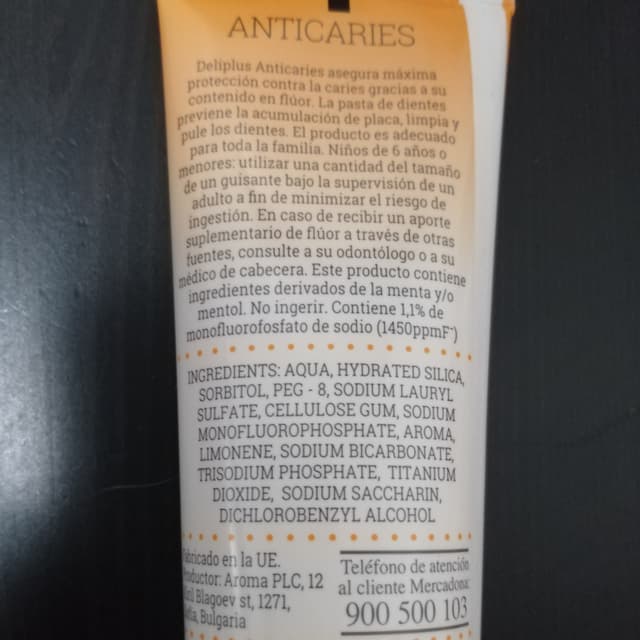 ANTICARIES
Deliplus Anticaries asegura máxima
protección contra la caries gracias a su
contenido en flúor. La pasta de dientes
previene la acumulación de placa, limpia y
pule los dientes. El producto es adecuado
para toda la familia. Niños de 6 años o
menores: utilizar una cantidad del tamaño
de un guisante bajo la supervisión de un
adulto a fin de minimizar el riesgo de
ingestión. En caso de recibir un aporte
suplementario de flúor a través de otras
fuentes, consulte a su odontólogo o a su
médico de cabecera. Este producto contiene
ingredientes derivados de la menta y/o
mentol. No ingerir. Contiene 1,1% de
monofluorofosfato de sodio (1450ppmF⁻)
INGREDIENTS: AQUA, HYDRATED SILICA,
SORBITOL, PEG - 8, SODIUM LAURYL
SULFATE, CELLULOSE GUM, SODIUM
MONOFLUOROPHOSPHATE, AROMA,
LIMONENE, SODIUM BICARBONATE,
TRISODIUM PHOSPHATE, TITANIUM
DIOXIDE, SODIUM SACCHARIN,
DICHLOROBENZYL ALCOHOL
en la UE.
Aroma PLC, 12
Blagoev st, 1271,
Bulgaria
Teléfono de atención
al cliente Mercadona:
900 500 103